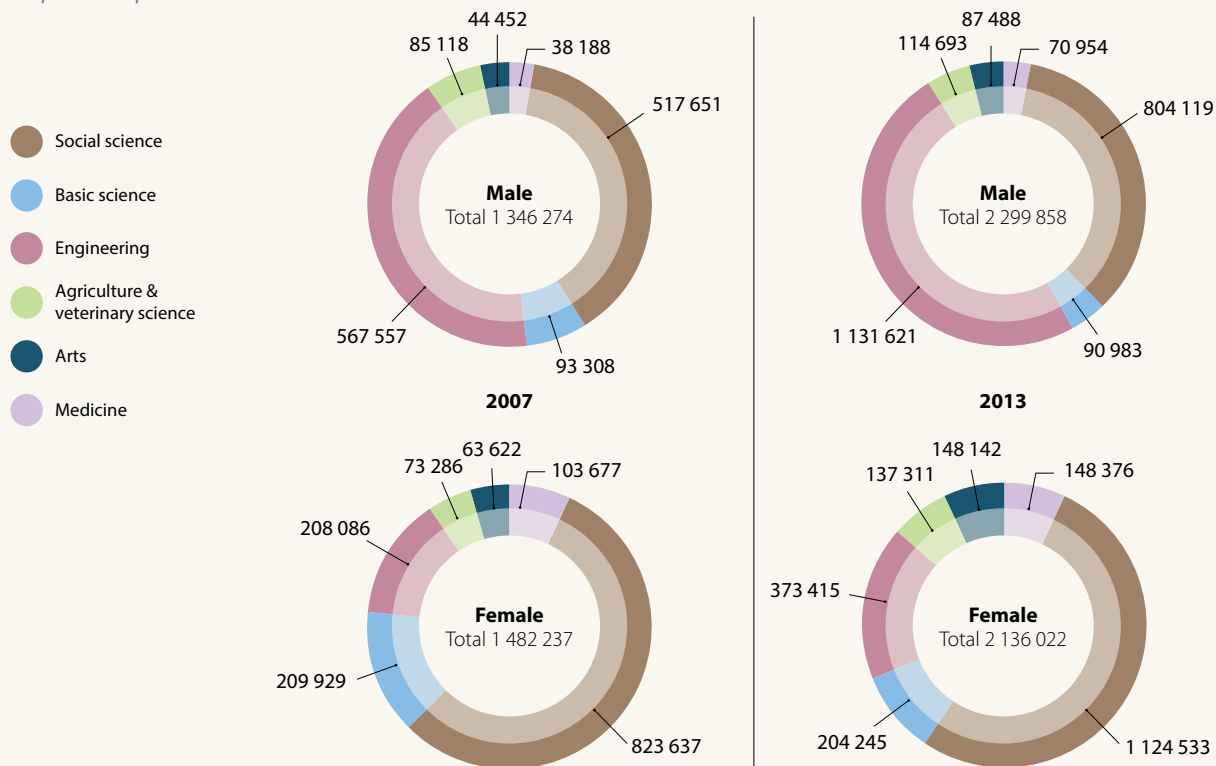 Social science
Basic science
Engineering
Agriculture &
veterinary science
Arts
Medicine
44 452
85 118
38 188
517 651
Male
Total 1 346 274
567 557
93 308
2007
63 622
73 286
103 677
208 086
Female
Total 1 482 237
209 929
823 637
87 488
114 693
70 954
804 119
Male
Total 2 299 858
1 131 621
90 983
2013
148 142
137 311
148 376
373 415
Female
Total 2 136 022
204 245
1 124 533